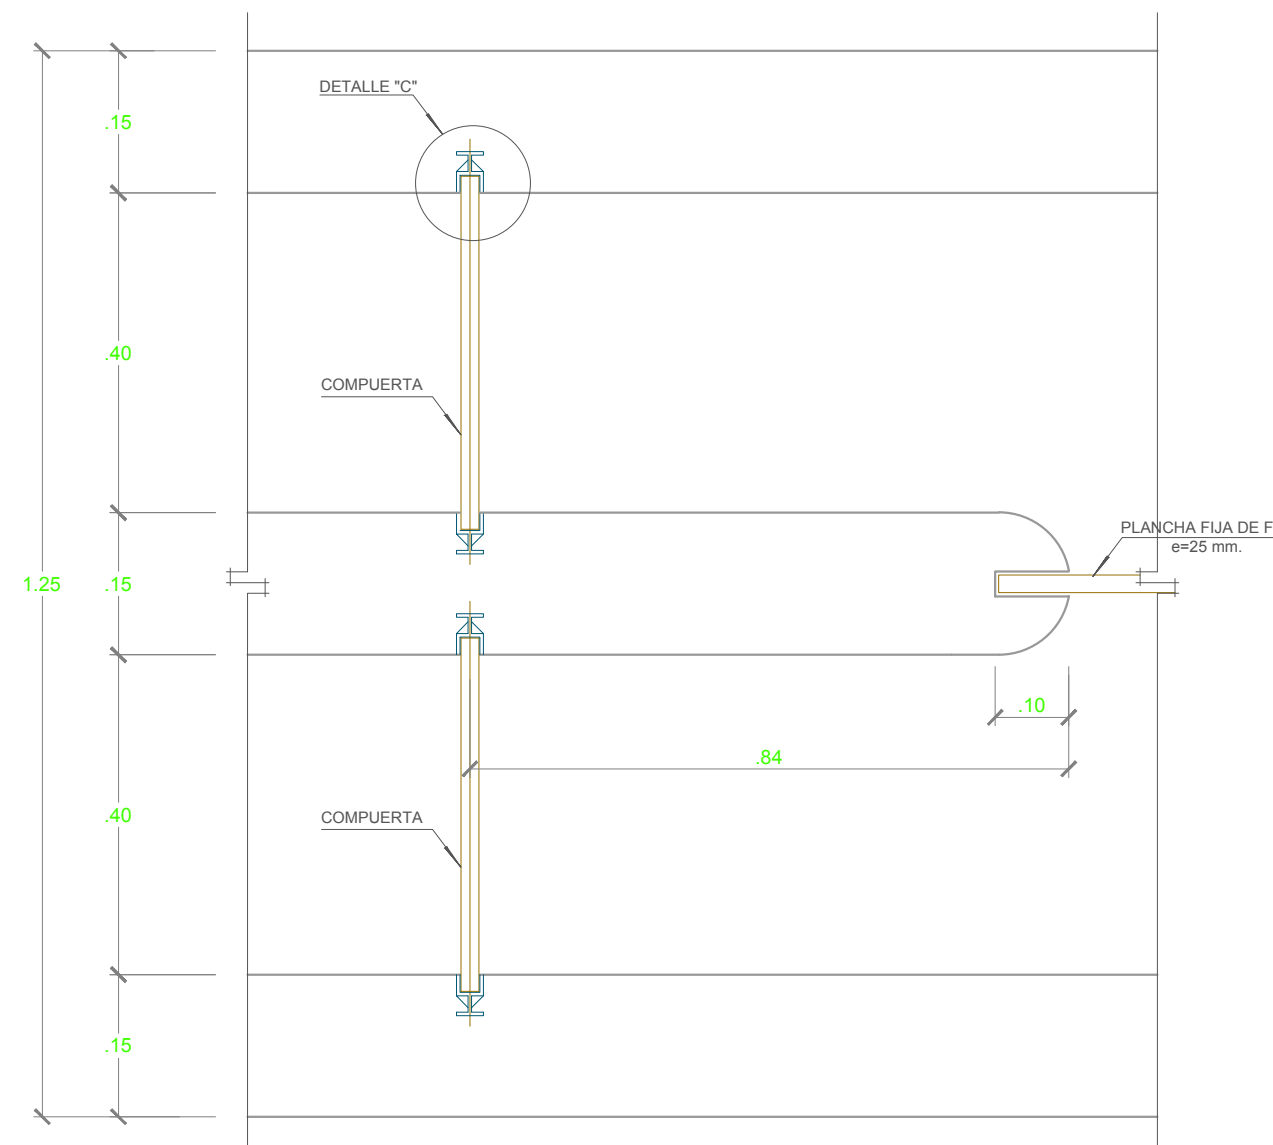 DETALLE "C"
.15
.40
COMPUERTA
PLANCHA FIJA DE F
e=25 mm.
1.25
.15
.10
.84
.40
COMPUERTA
.15